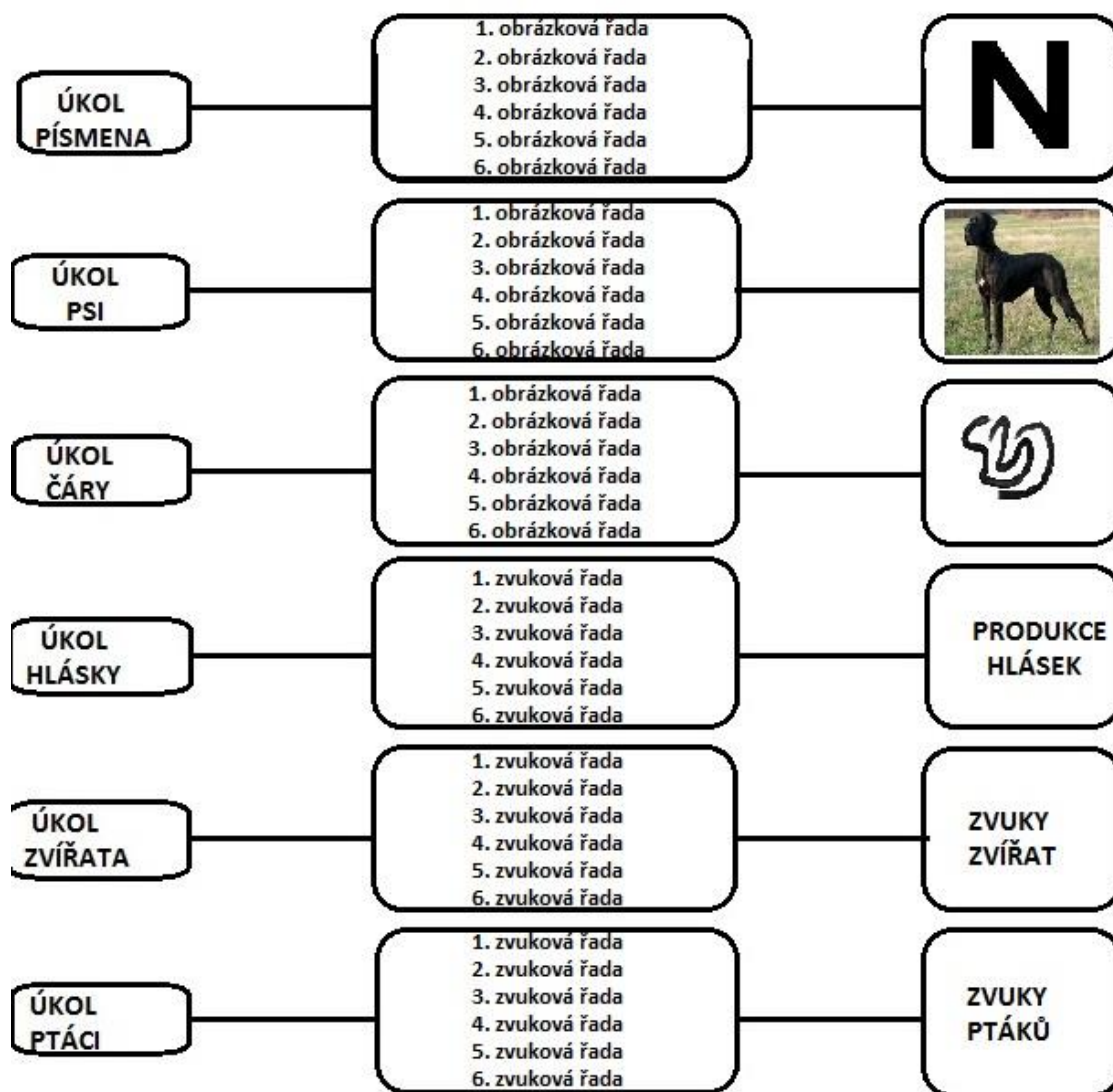 ÚKOL
PÍSMENA
1. obrázková řada
2. obrázková řada
3. obrázková řada
4. obrázková řada
5. obrázková řada
6. obrázková řada
N
ÚKOL
PSI
1. obrázková řada
2. obrázková řada
3. obrázková řada
4. obrázková řada
5. obrázková řada
6. obrázková řada
ÚKOL
ČÁRY
1. obrázková řada
2. obrázková řada
3. obrázková řada
4. obrázková řada
5. obrázková řada
6. obrázková řada
ÚKOL
HLÁSKY
1. zvuková řada
2. zvuková řada
3. zvuková řada
4. zvuková řada
5. zvuková řada
6. zvuková řada
PRODUKCE
HLÁSEK
ÚKOL
ZVÍŘATA
1. zvuková řada
2. zvuková řada
3. zvuková řada
4. zvuková řada
5. zvuková řada
6. zvuková řada
ZVUKY
ZVÍŘAT
ÚKOL
PTÁCI
1. zvuková řada
2. zvuková řada
3. zvuková řada
4. zvuková řada
5. zvuková řada
6. zvuková řada
ZVUKY
PTÁKŮ